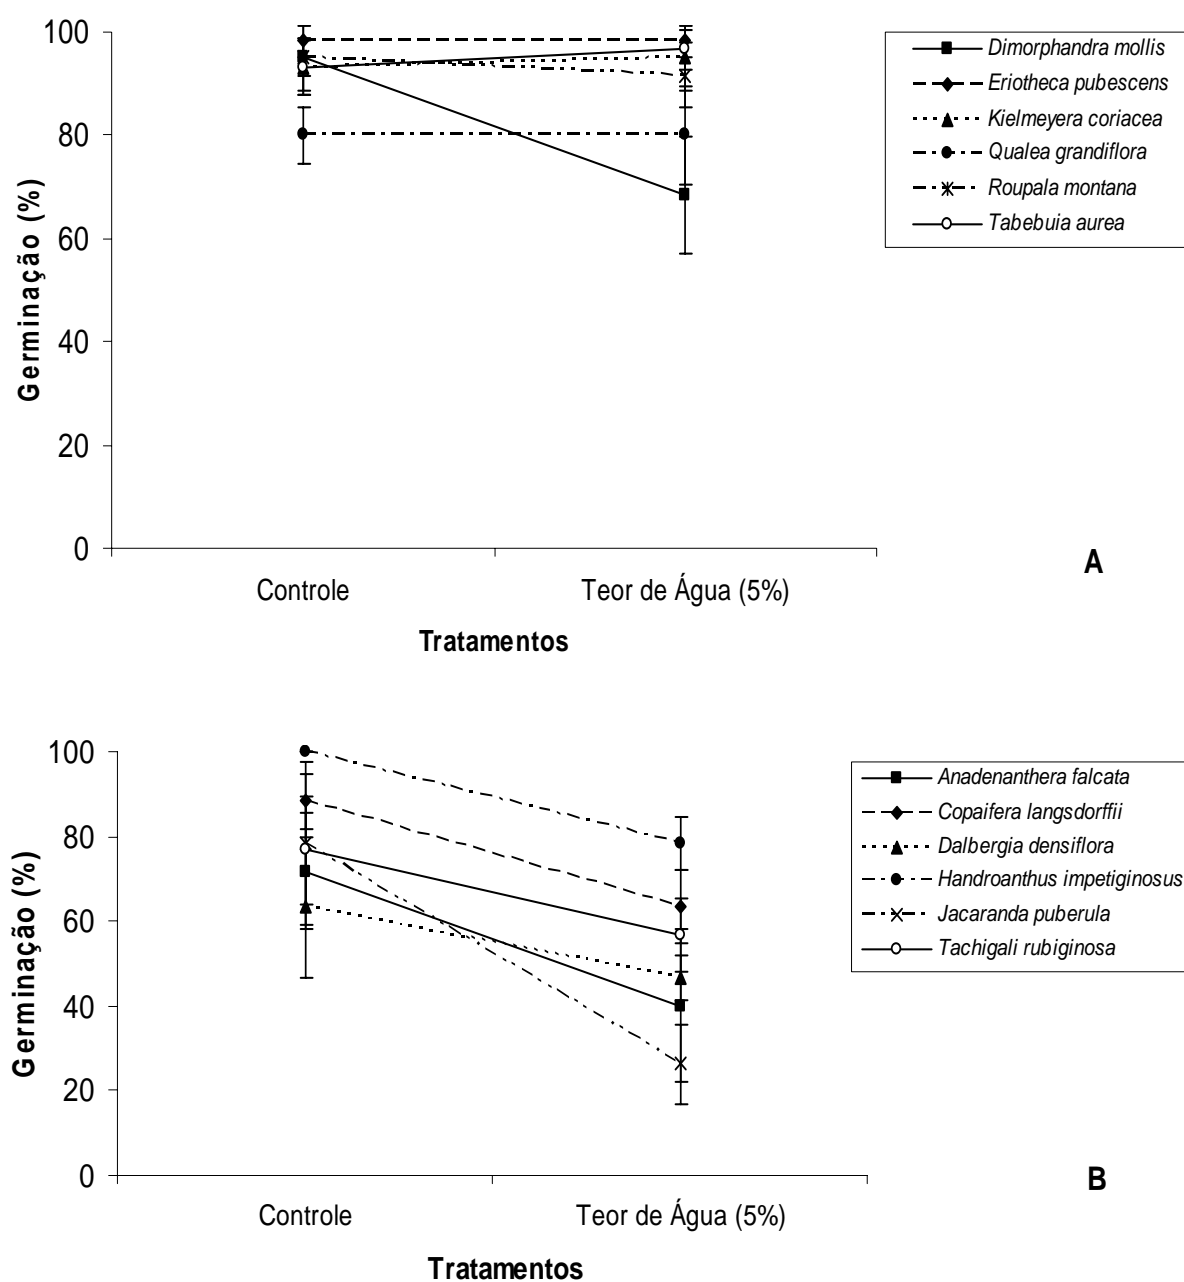 100
80
60
40
20
0
Germinação (%)
Controle
Teor de Água (5%)
Tratamentos
Dimorphandra mollis
Eriotheca pubescens
Kielmeyera coriacea
Qualea grandiflora
Roupala montana
Tabebuia aurea
A
100
80
60
40
20
0
Germinação (%)
Controle
Teor de Água (5%)
Tratamentos
Anadenanthera falcata
Copaifera langsdorffii
Dalbergia densiflora
Handroanthus impetiginosus
Jacaranda puberula
Tachigali rubiginosa
B